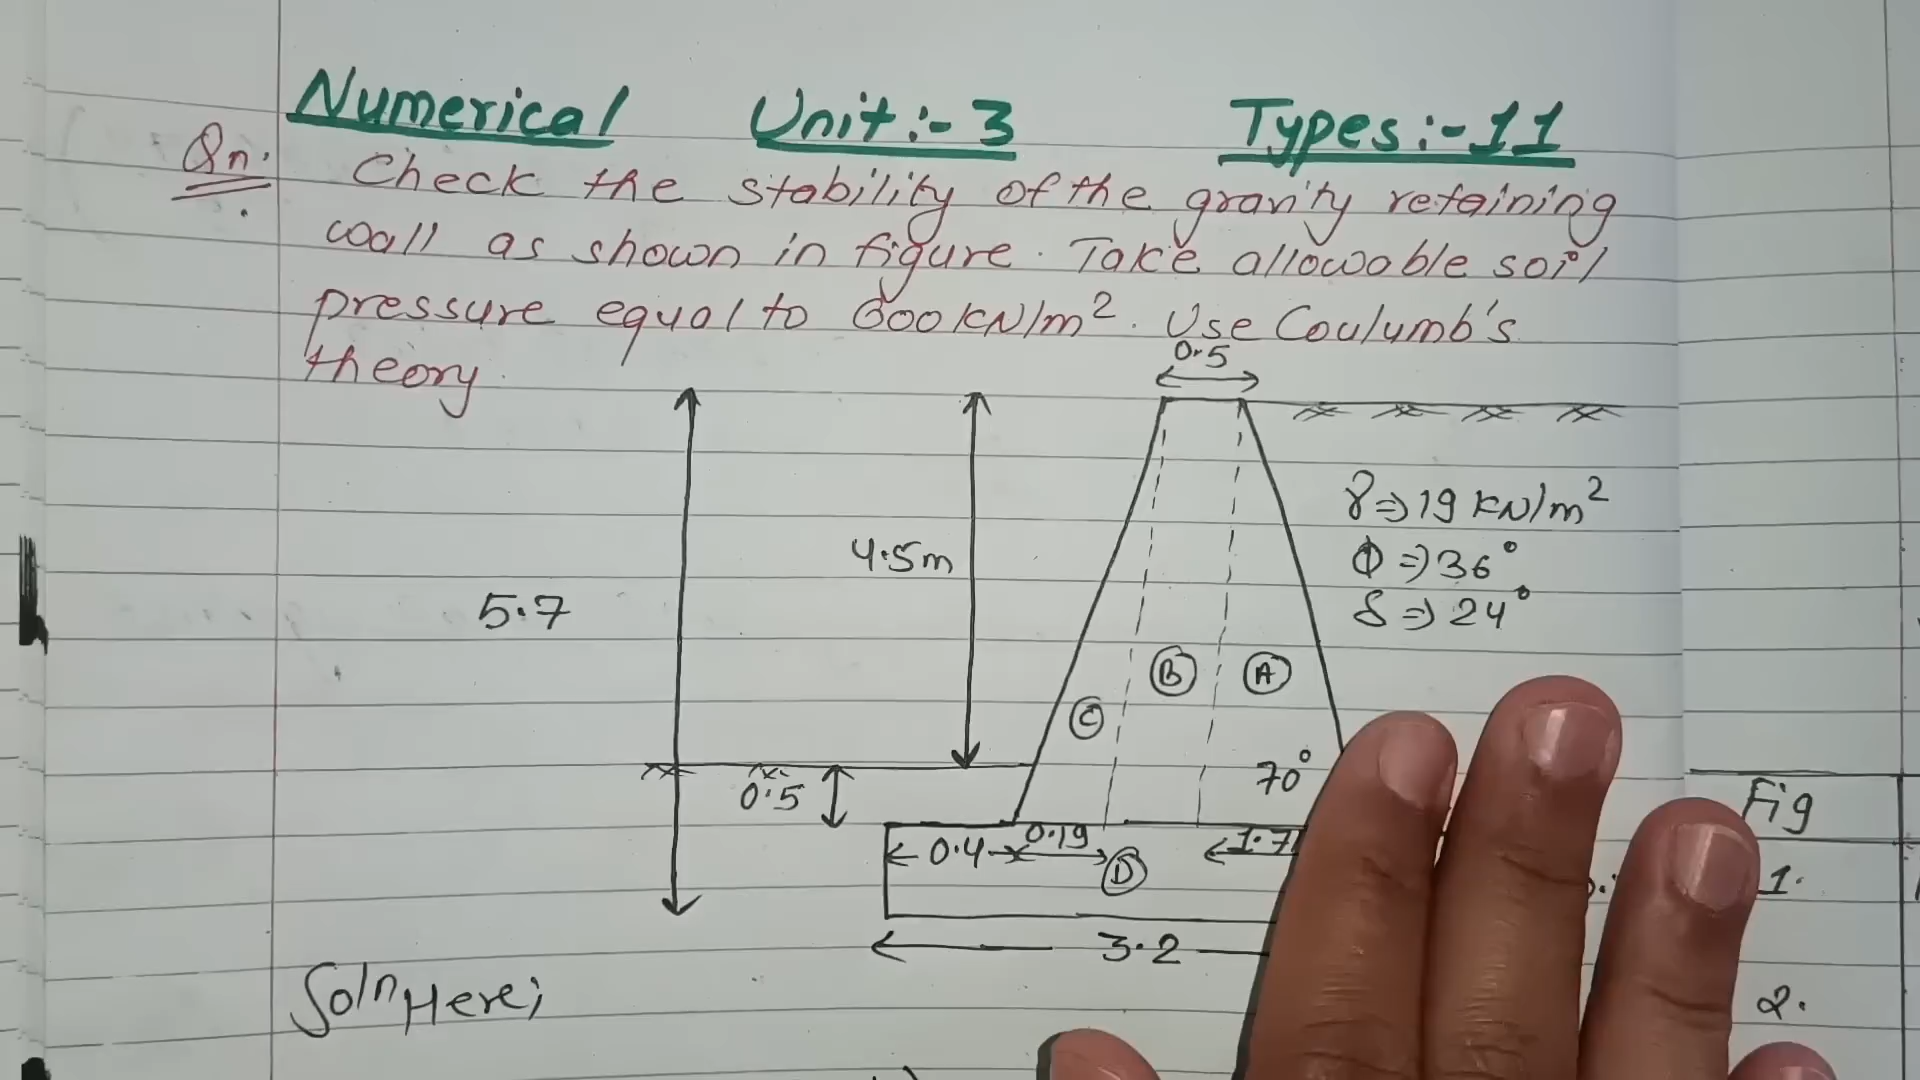 Numerical Unit:-3 Types:-11
Qn. Check the stability of the gravity retaining
wall as shown in figure. Take allowable soil
pressure equal to 600 kN/m². Use Coulumb's
theory.
0.5
γ⇒19 KN/m²
4.5m
Φ⇒36°
5.7
δ⇒24°
B
A
C
70°
0.5
Fig
0.4
0.19
1.7
D
1.
3.2
Soln Here;
2.